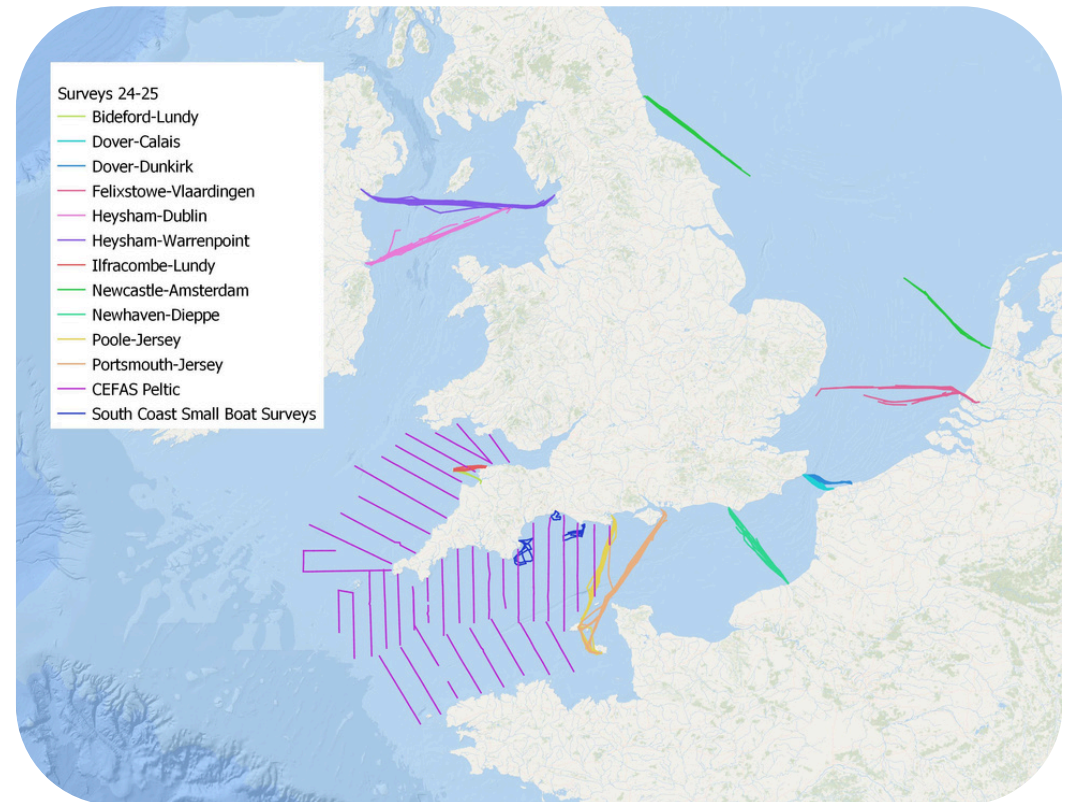 Surveys 24-25
Bideford-Lundy
Dover-Calais
Dover-Dunkirk
Felixstowe-Vlaardingen
Heysham-Dublin
Heysham-Warrenpoint
Ilfracombe-Lundy
Newcastle-Amsterdam
Newhaven-Dieppe
Poole-Jersey
Portsmouth-Jersey
CEFAS Peltic
South Coast Small Boat Surveys